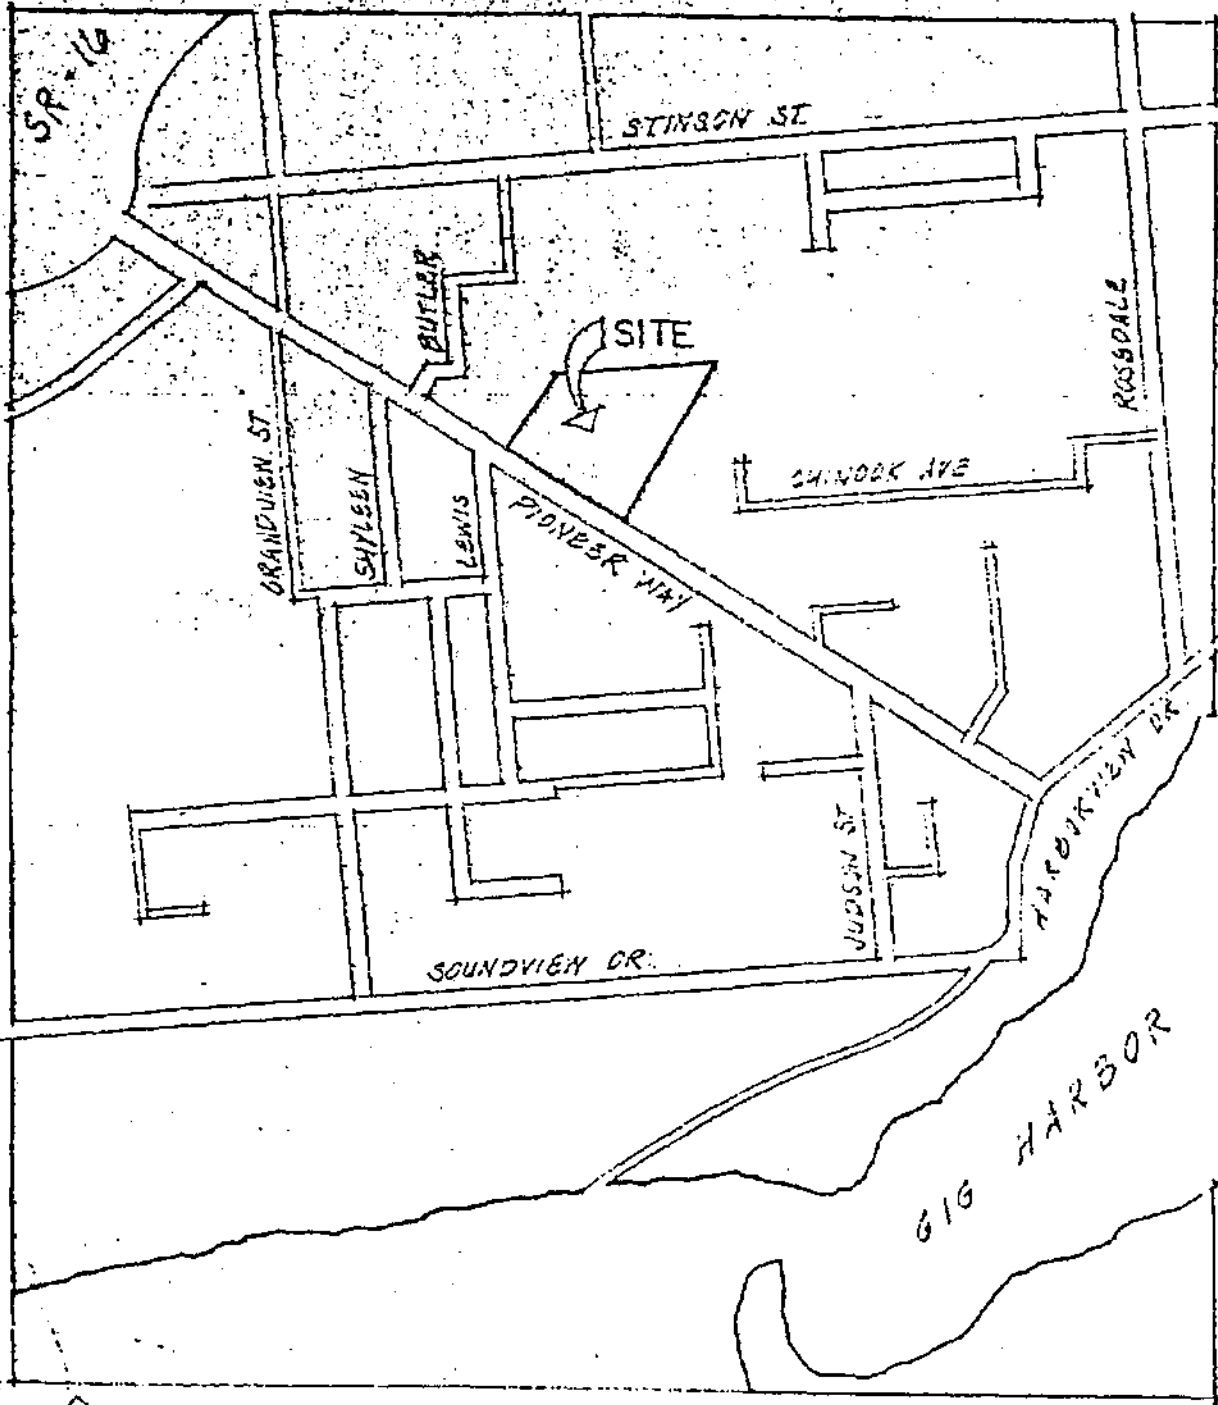 SR-16
STINSON ST.
BUTLER
SITE
ROSEDALE
GRANDVIEW ST
SHYLEEN
LEWIS
PIONEER WAY
CHINOOK AVE
HARBORVIEW DR.
JUDSON ST
SOUNDVIEW DR.
GIG HARBOR